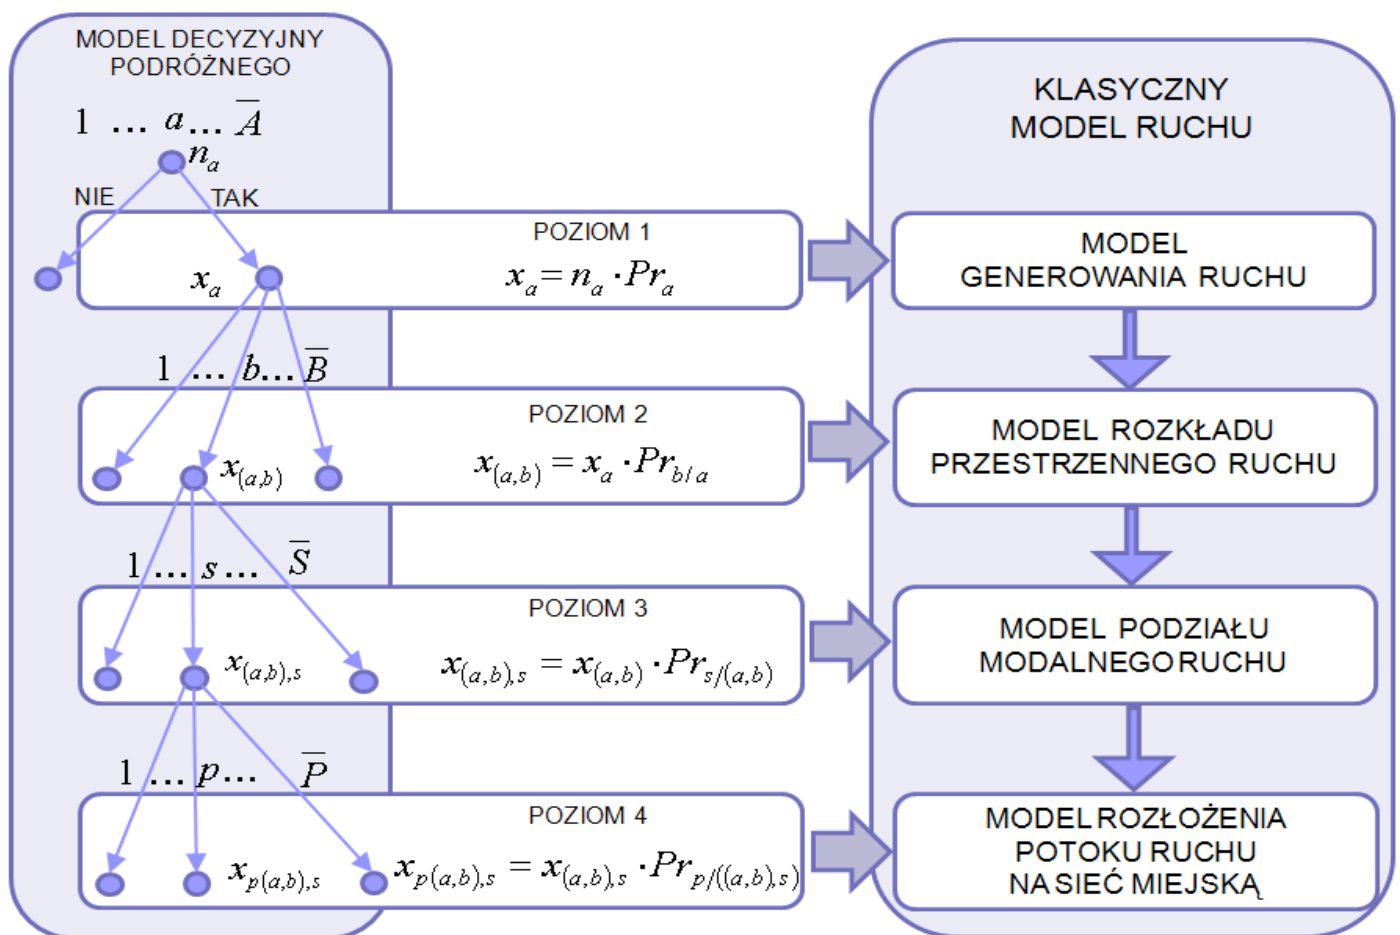 MODEL DECYZYJNY
PODRÓŻNEGO
1 ... a... A̅
n_a
NIE
TAK
POZIOM 1
x_a
x_a = n_a · Pr_a
1 ... b... B̅
POZIOM 2
x_(a,b)
x_(a,b) = x_a · Pr_b/a
1 ... s... S̅
POZIOM 3
x_(a,b),s
x_(a,b),s = x_(a,b) · Pr_s/(a,b)
1 ... p... P̅
POZIOM 4
x_p(a,b),s
x_p(a,b),s = x_(a,b),s · Pr_p/((a,b),s)
KLASYCZNY
MODEL RUCHU
MODEL
GENEROWANIA RUCHU
MODEL ROZKŁADU
PRZESTRZENNEGO RUCHU
MODEL PODZIAŁU
MODALNEGO RUCHU
MODEL ROZŁOŻENIA
POTOKU RUCHU
NA SIEĆ MIEJSKĄ